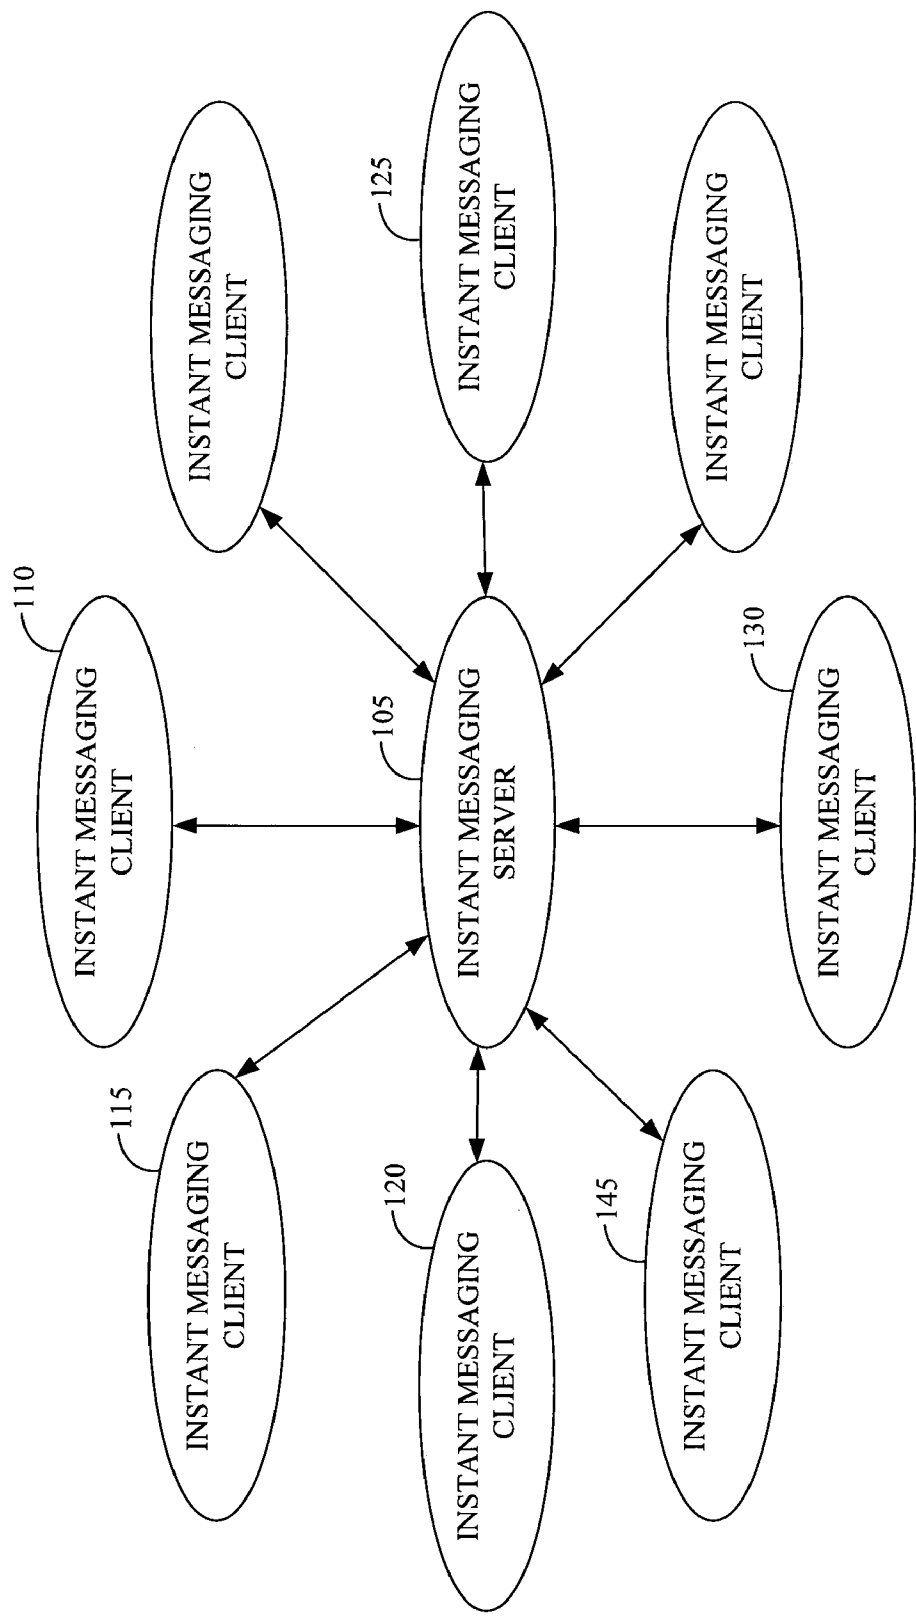 110
INSTANT MESSAGING
CLIENT
115
INSTANT MESSAGING
CLIENT
INSTANT MESSAGING
CLIENT
120
INSTANT MESSAGING
CLIENT
105
INSTANT MESSAGING
SERVER
125
INSTANT MESSAGING
CLIENT
145
INSTANT MESSAGING
CLIENT
INSTANT MESSAGING
CLIENT
130
INSTANT MESSAGING
CLIENT